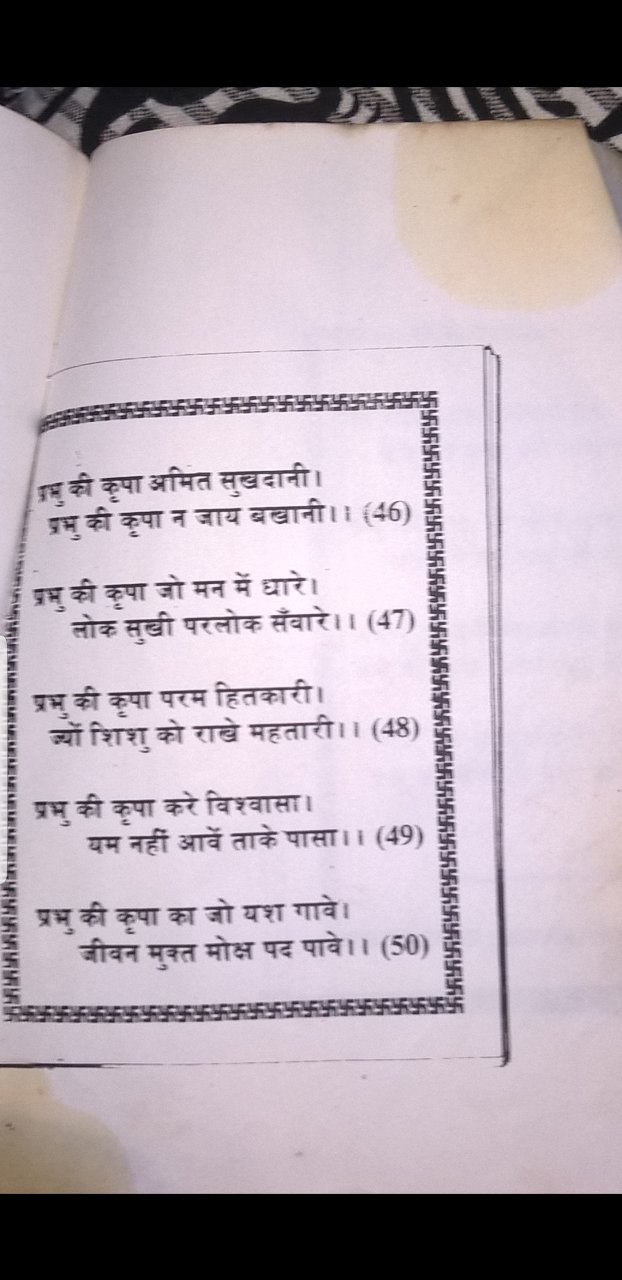 प्रभु की कृपा अमित सुखदानी।
प्रभु की कृपा न जाय बखानी।। (46)
प्रभु की कृपा जो मन में धारे।
लोक सुखी परलोक सँवारे।। (47)
प्रभु की कृपा परम हितकारी।
ज्यों शिशु को राखे महतारी।। (48)
प्रभु की कृपा करे विश्वासा।
यम नहीं आवें ताके पासा।। (49)
प्रभु की कृपा का जो यश गावे।
जीवन मुक्त मोक्ष पद पावे।। (50)